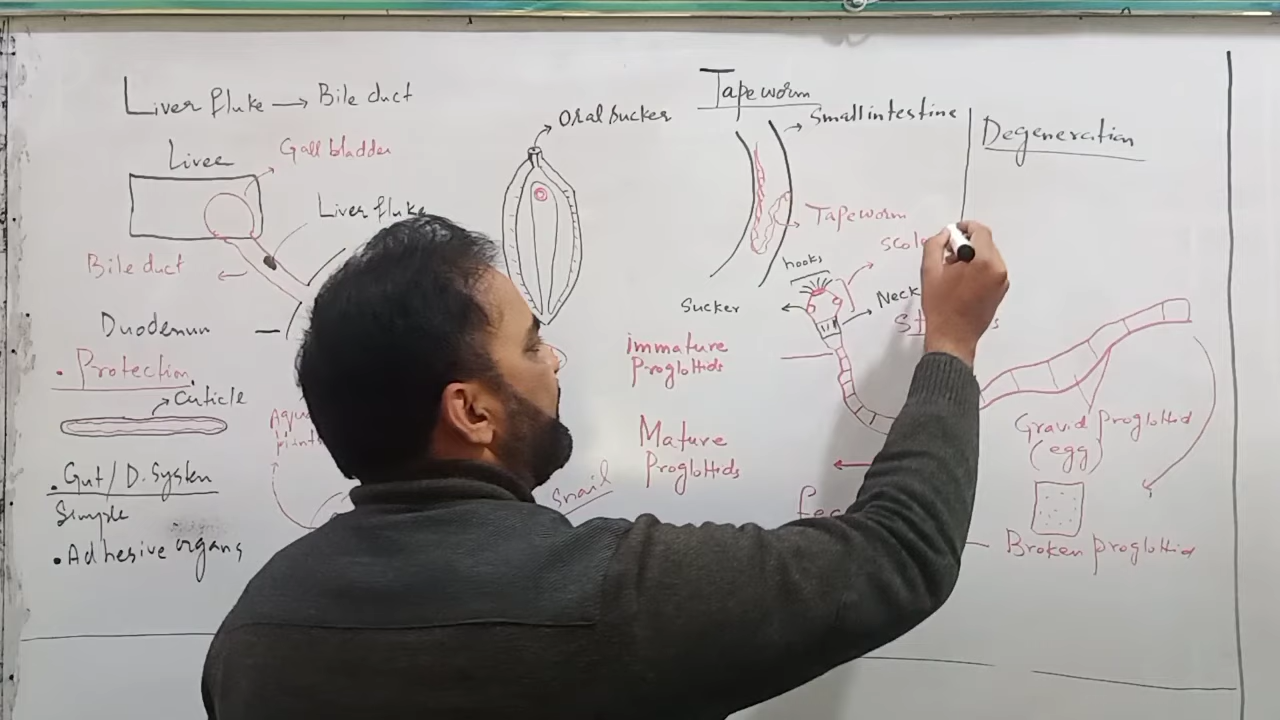 Liver fluke → Bile duct
Liver
Gall bladder
Liver fluke
Bile duct
Duodenum
. Protection
Cuticle
. Gut / D. System
Simple
. Adhesive organs
Oral Sucker
Snail
Tapeworm
Small intestine
Tapeworm
hooks
Neck
Sucker
immature
Proglottids
Mature
Proglottids
Degeneration
Gravid proglottid
(egg)
Broken proglottid